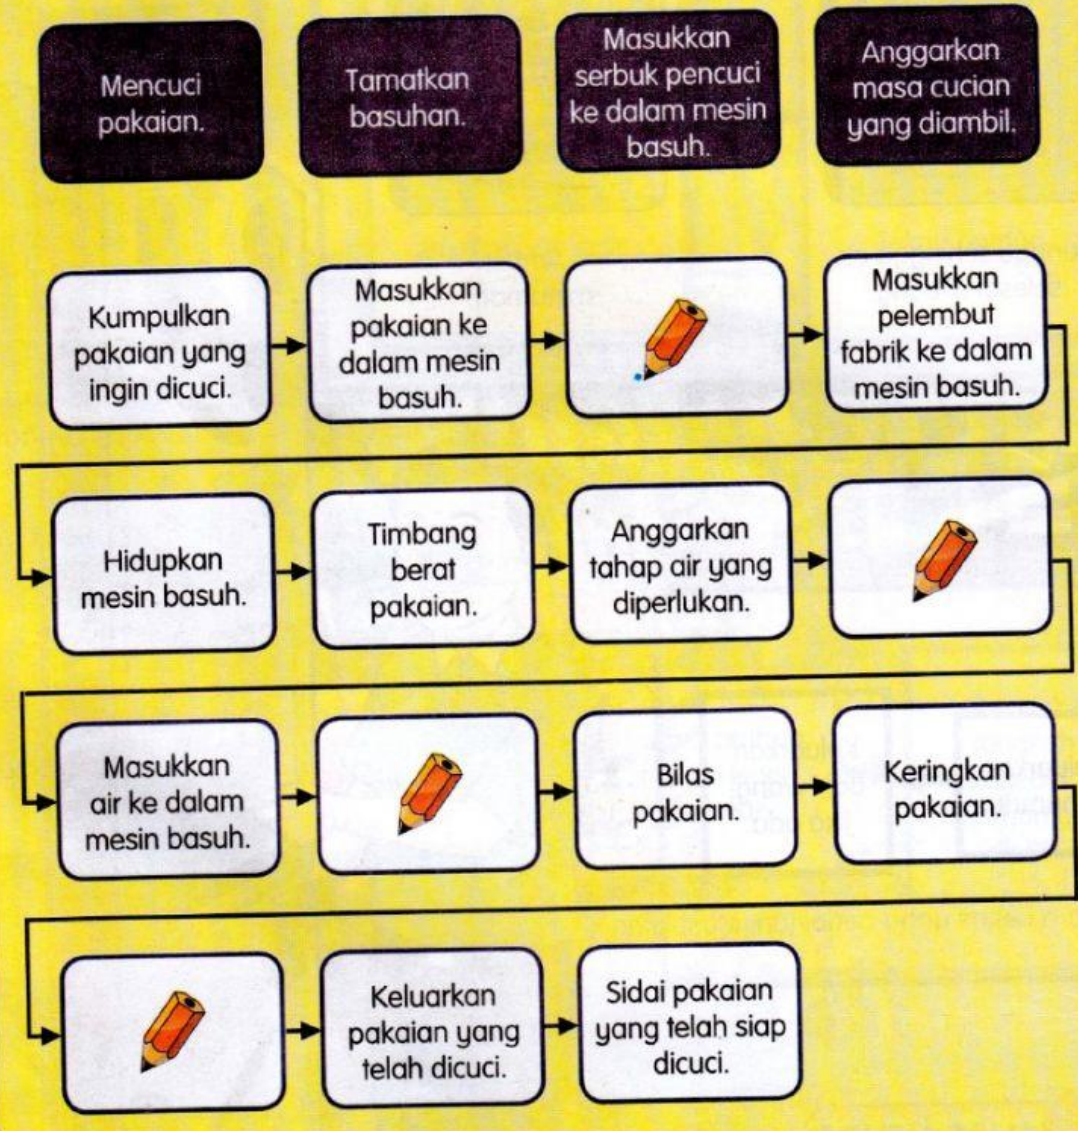 Mencuci
pakaian.
Tamatkan
basuhan.
Masukkan
serbuk pencuci
ke dalam mesin
basuh.
Anggarkan
masa cucian
yang diambil.
Kumpulkan
pakaian yang
ingin dicuci.
Masukkan
pakaian ke
dalam mesin
basuh.
Masukkan
pelembut
fabrik ke dalam
mesin basuh.
Hidupkan
mesin basuh.
Timbang
berat
pakaian.
Anggarkan
tahap air yang
diperlukan.
Masukkan
air ke dalam
mesin basuh.
Bilas
pakaian.
Keringkan
pakaian.
Keluarkan
pakaian yang
telah dicuci.
Sidai pakaian
yang telah siap
dicuci.